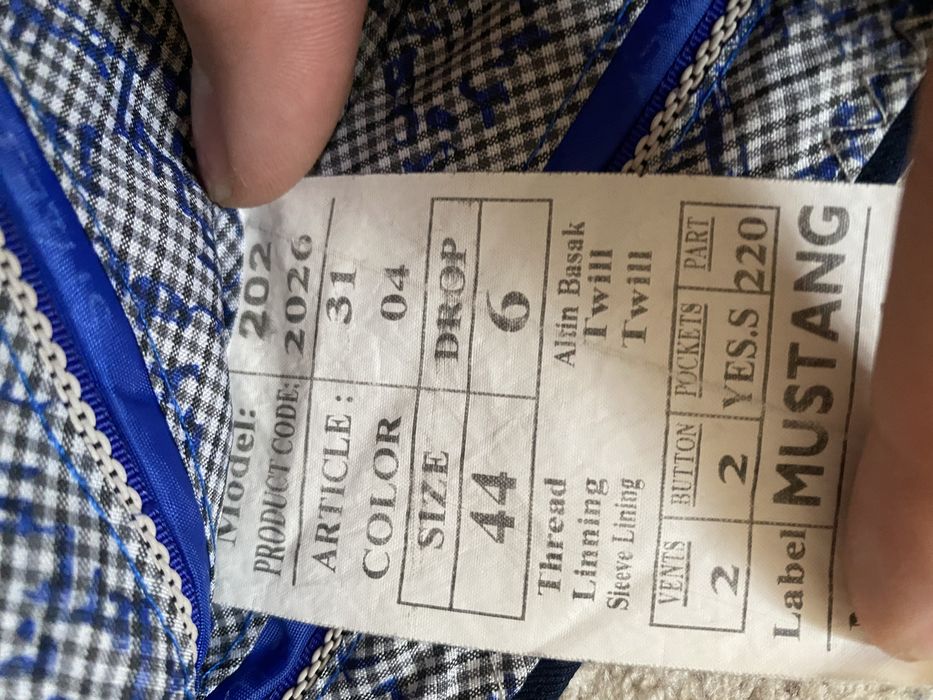 Model: 202
PRODUCT CODE: 2026
ARTICLE : 31
COLOR 04
SIZE DROP
44 6
Thread Altin Basak
Linning Twill
Sleeve Lining Twill
VENTS BUTTON POCKETS PART
2 2 YES.S 220
Label MUSTANG